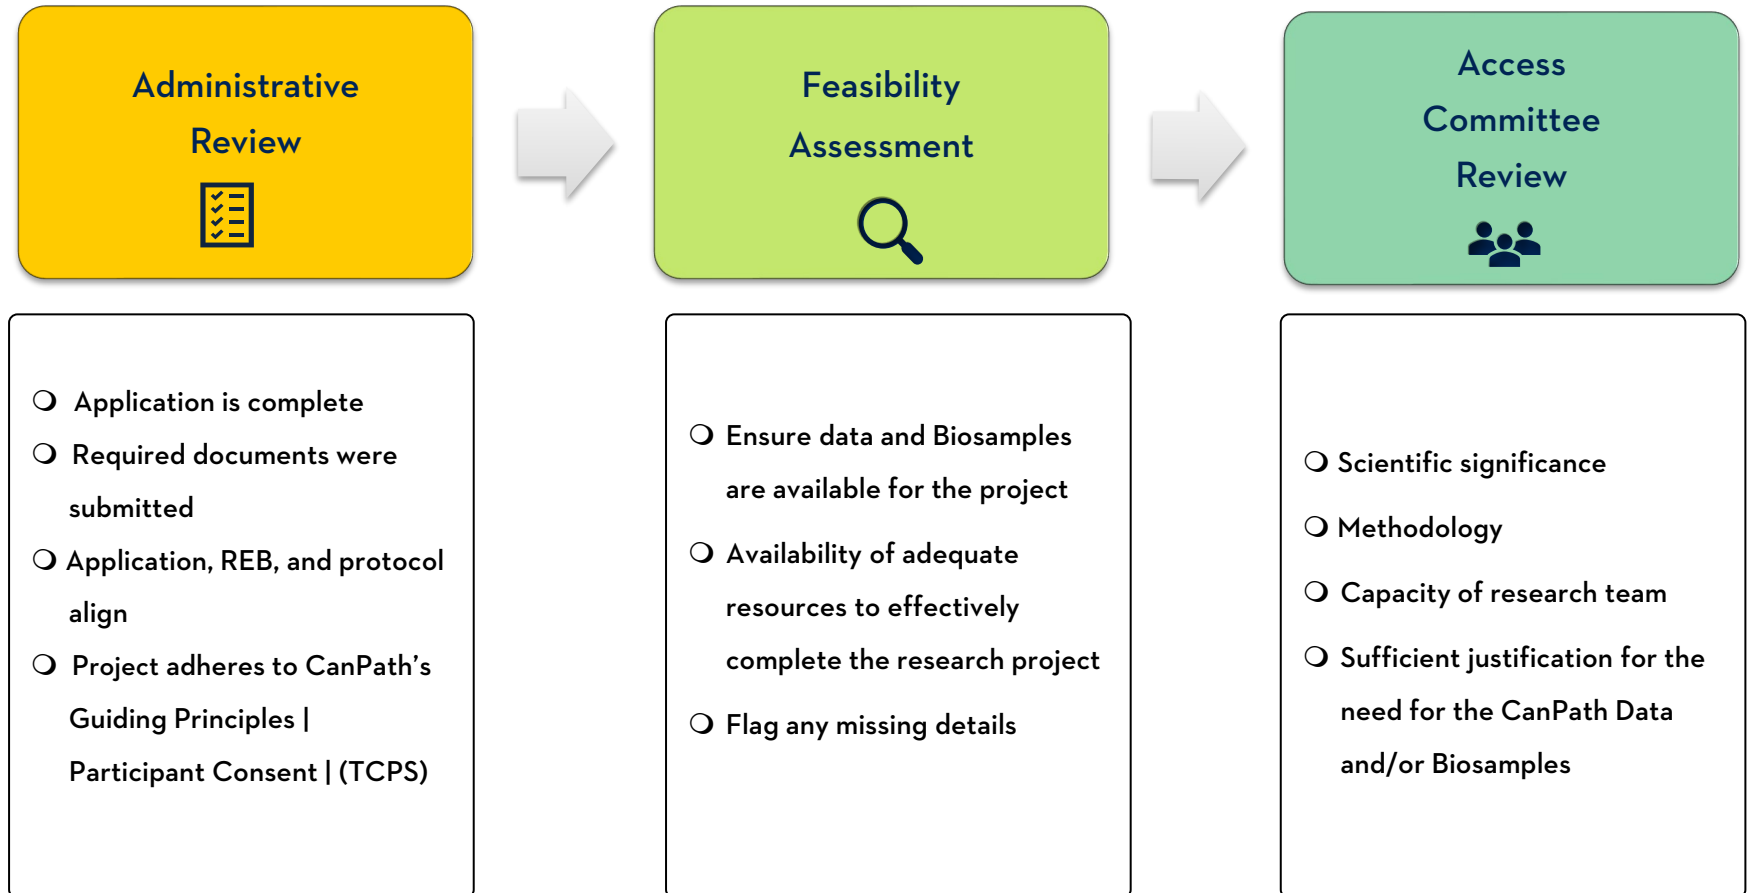 Administrative
Review
Feasibility
Assessment
Access
Committee
Review
Application is complete
Required documents were
submitted
Application, REB, and protocol
align
Project adheres to CanPath’s
Guiding Principles |
Participant Consent | (TCPS)
Ensure data and Biosamples
are available for the project
Availability of adequate
resources to effectively
complete the research project
Flag any missing details
Scientific significance
Methodology
Capacity of research team
Sufficient justification for the
need for the CanPath Data
and/or Biosamples